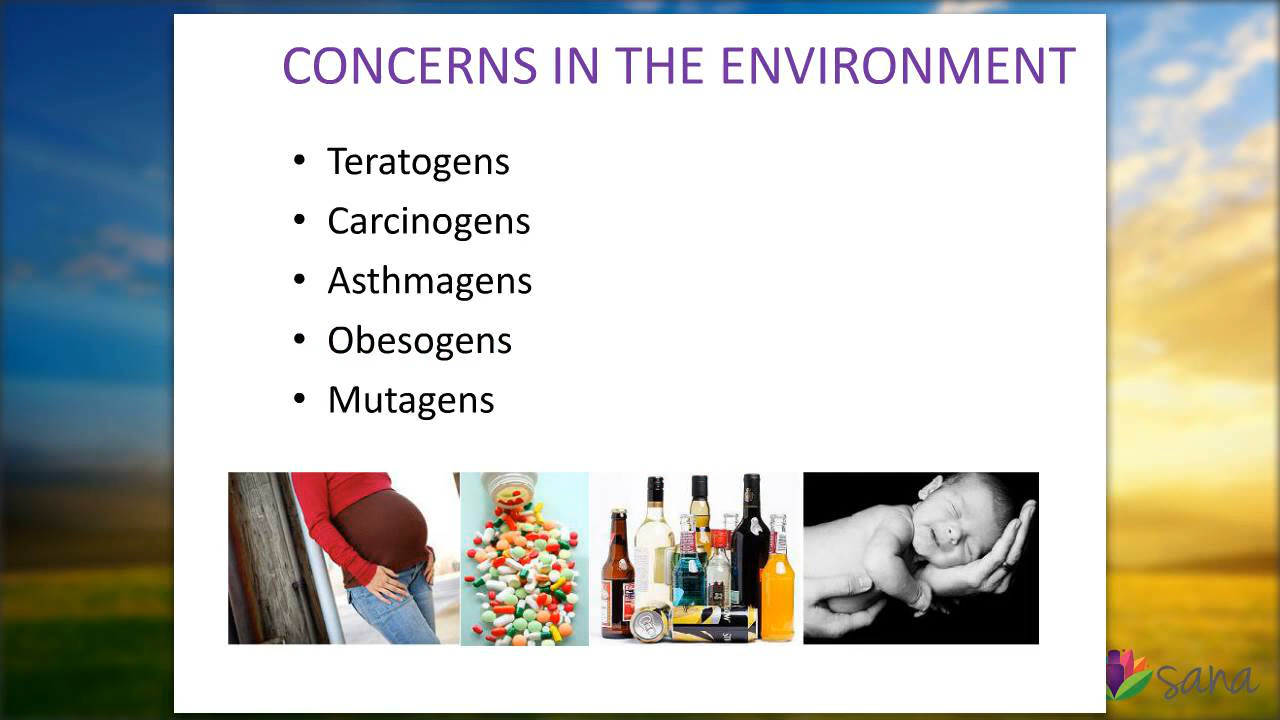 CONCERNS IN THE ENVIRONMENT
• Teratogens
• Carcinogens
• Asthmagens
• Obesogens
• Mutagens
sana